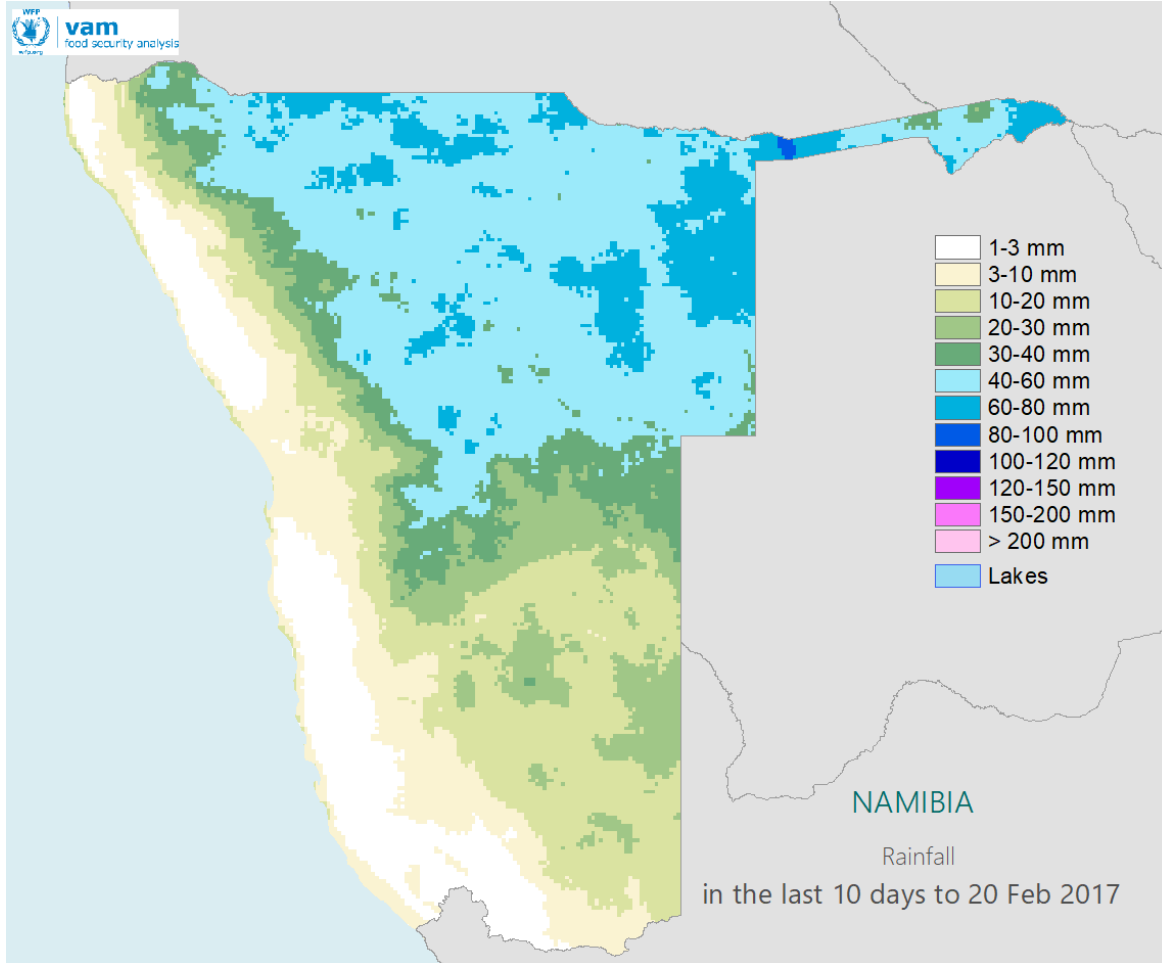 WFP
wfp.org
vam
food security analysis
1-3 mm
3-10 mm
10-20 mm
20-30 mm
30-40 mm
40-60 mm
60-80 mm
80-100 mm
100-120 mm
120-150 mm
150-200 mm
> 200 mm
Lakes
NAMIBIA
Rainfall
in the last 10 days to 20 Feb 2017